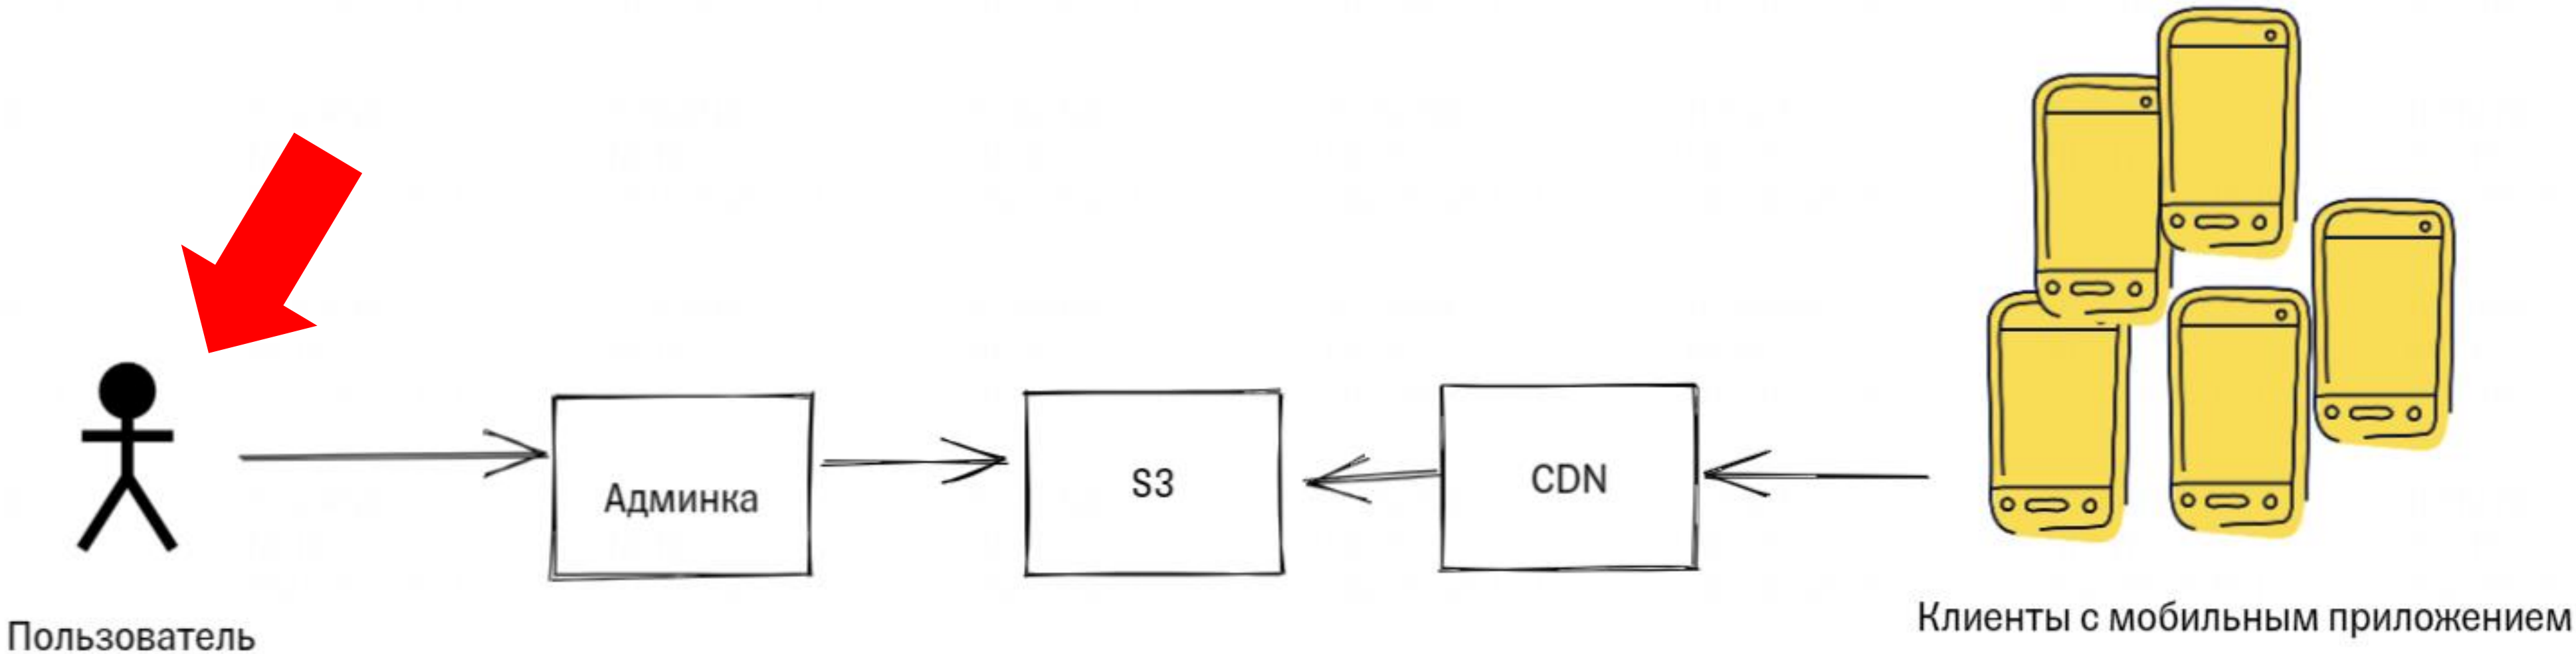 Админка
S3
CDN
Пользователь
Клиенты с мобильным приложением